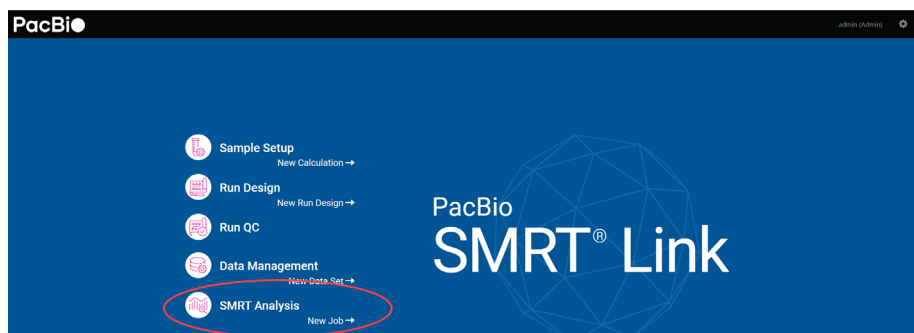 PacBio
admin (Admin)
Sample Setup
New Calculation →
Run Design
New Run Design →
Run QC
Data Management
New Data Set →
SMRT Analysis
New Job →
PacBio
SMRT® Link